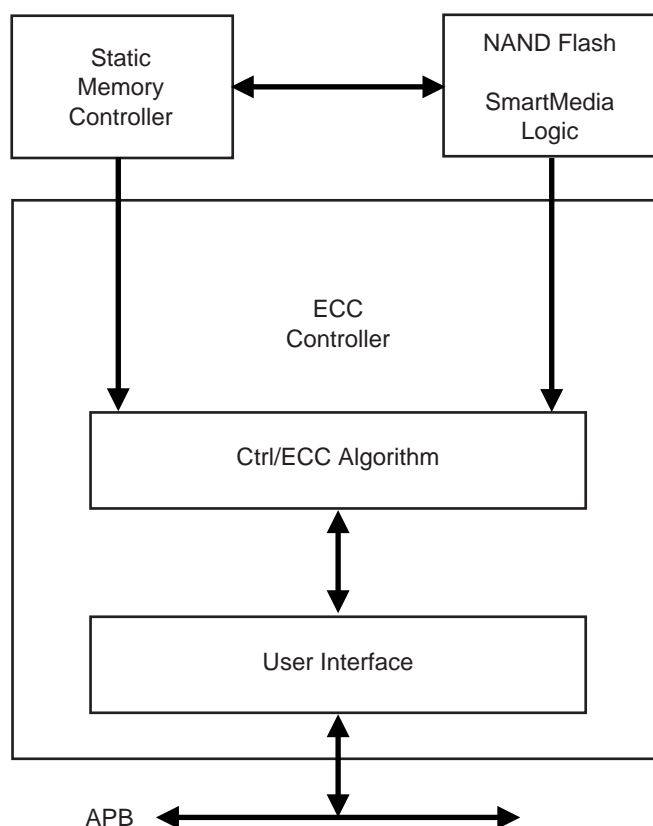 Static
Memory
Controller
NAND Flash
SmartMedia
Logic
ECC
Controller
Ctrl/ECC Algorithm
User Interface
APB